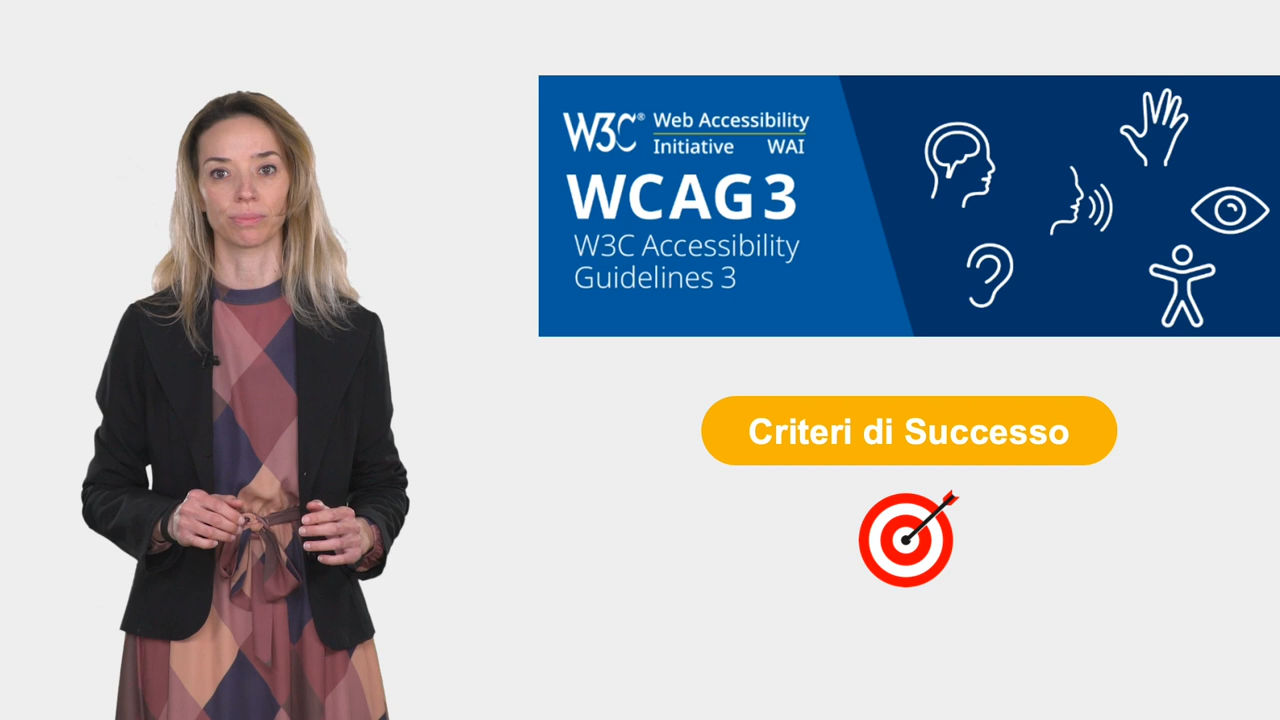 W3C® Web Accessibility
Initiative WAI
WCAG 3
W3C Accessibility
Guidelines 3
Criteri di Successo